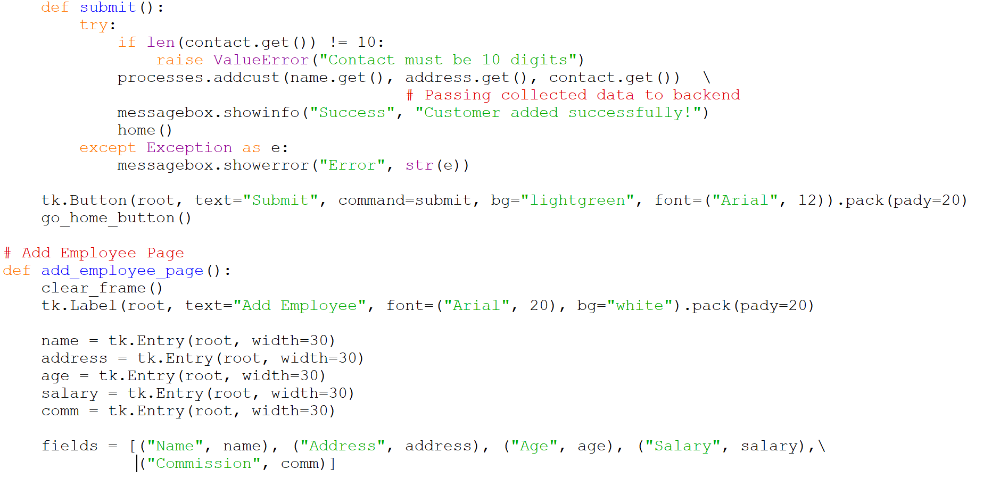 def submit():
        try:
            if len(contact.get()) != 10:
                raise ValueError("Contact must be 10 digits")
            processes.addcust(name.get(), address.get(), contact.get())  \
                                          # Passing collected data to backend
            messagebox.showinfo("Success", "Customer added successfully!")
            home()
        except Exception as e:
            messagebox.showerror("Error", str(e))

    tk.Button(root, text="Submit", command=submit, bg="lightgreen", font=("Arial", 12)).pack(pady=20)
    go_home_button()

# Add Employee Page
def add_employee_page():
    clear_frame()
    tk.Label(root, text="Add Employee", font=("Arial", 20), bg="white").pack(pady=20)

    name = tk.Entry(root, width=30)
    address = tk.Entry(root, width=30)
    age = tk.Entry(root, width=30)
    salary = tk.Entry(root, width=30)
    comm = tk.Entry(root, width=30)

    fields = [("Name", name), ("Address", address), ("Age", age), ("Salary", salary),\
              ("Commission", comm)]